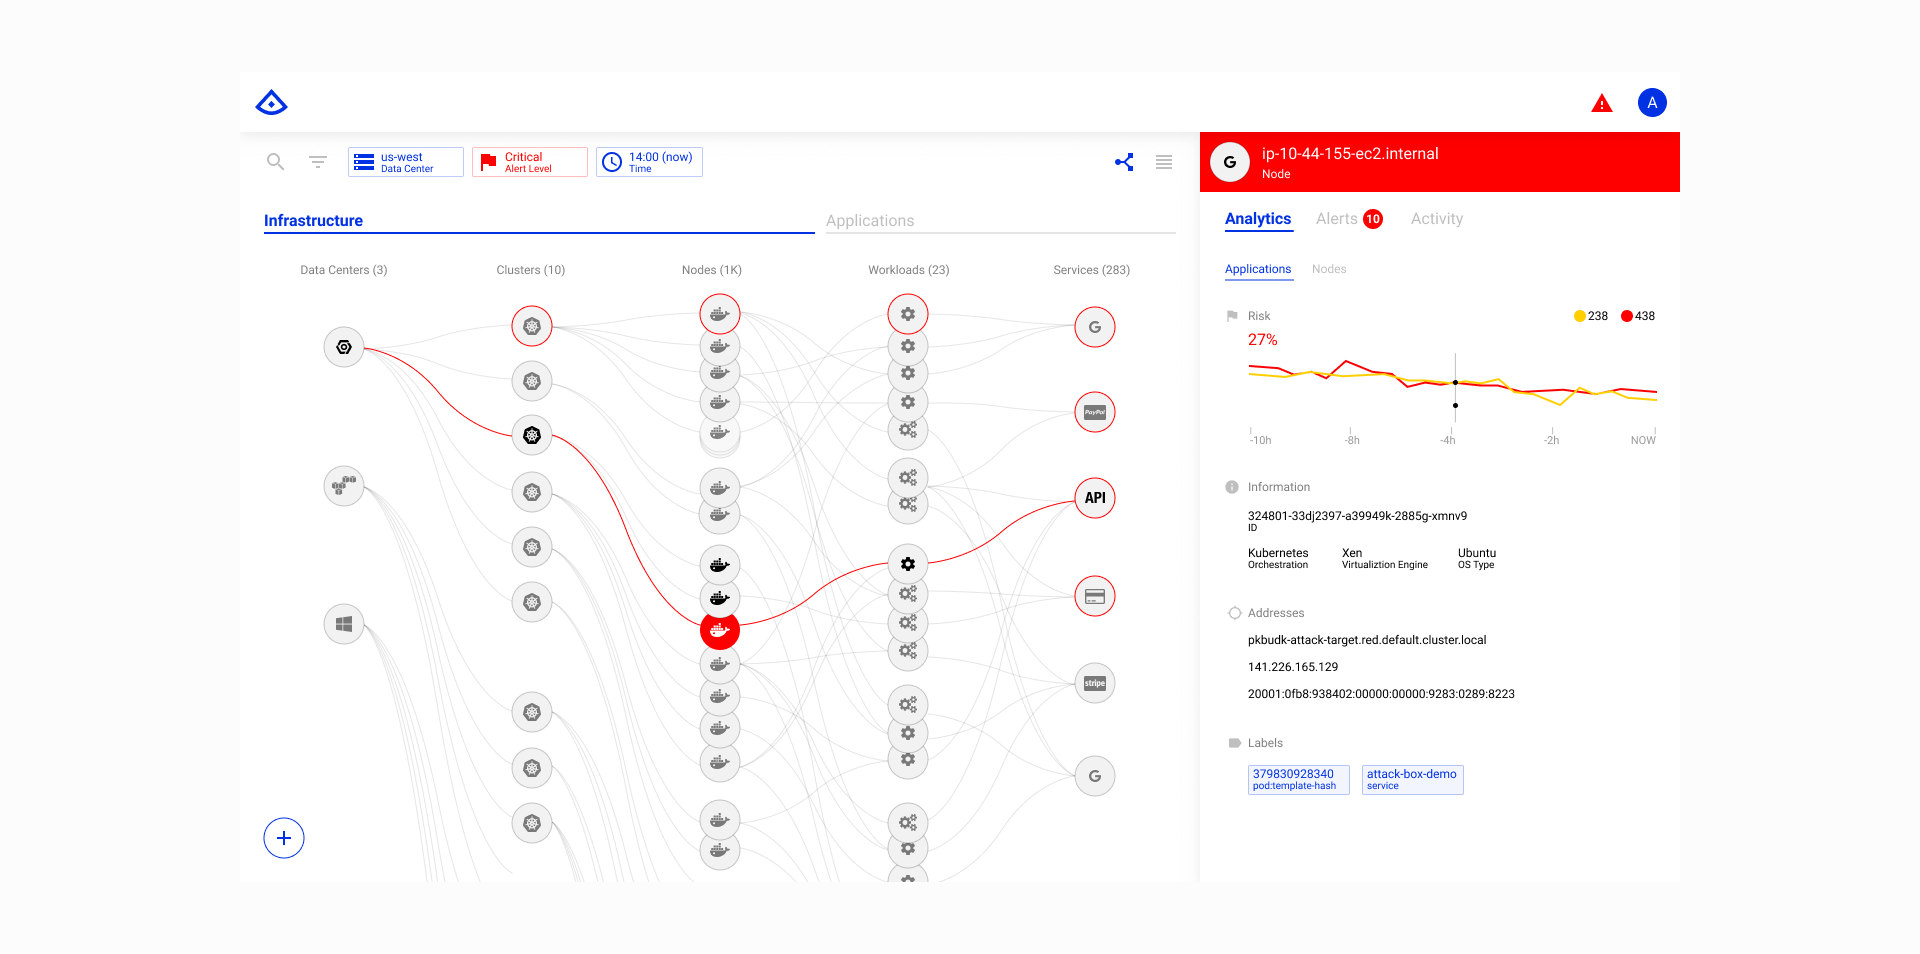 A
us-west
Data Center
Critical
Alert Level
14:00 (now)
Time
Infrastructure
Applications
Data Centers (3)
Clusters (10)
Nodes (1K)
Workloads (23)
Services (283)
G
PayPal
API
stripe
G
G
ip-10-44-155-ec2.internal
Node
Analytics
Alerts 10
Activity
Applications
Nodes
Risk
238
438
27%
-10h
-8h
-4h
-2h
NOW
Information
324801-33dj2397-a39949k-2885g-xmnv9
ID
Kubernetes
Orchestration
Xen
Virtualiztion Engine
Ubuntu
OS Type
Addresses
pkbudk-attack-target.red.default.cluster.local
141.226.165.129
20001:0fb8:938402:00000:00000:9283:0289:8223
Labels
379830928340
pod:template-hash
attack-box-demo
service